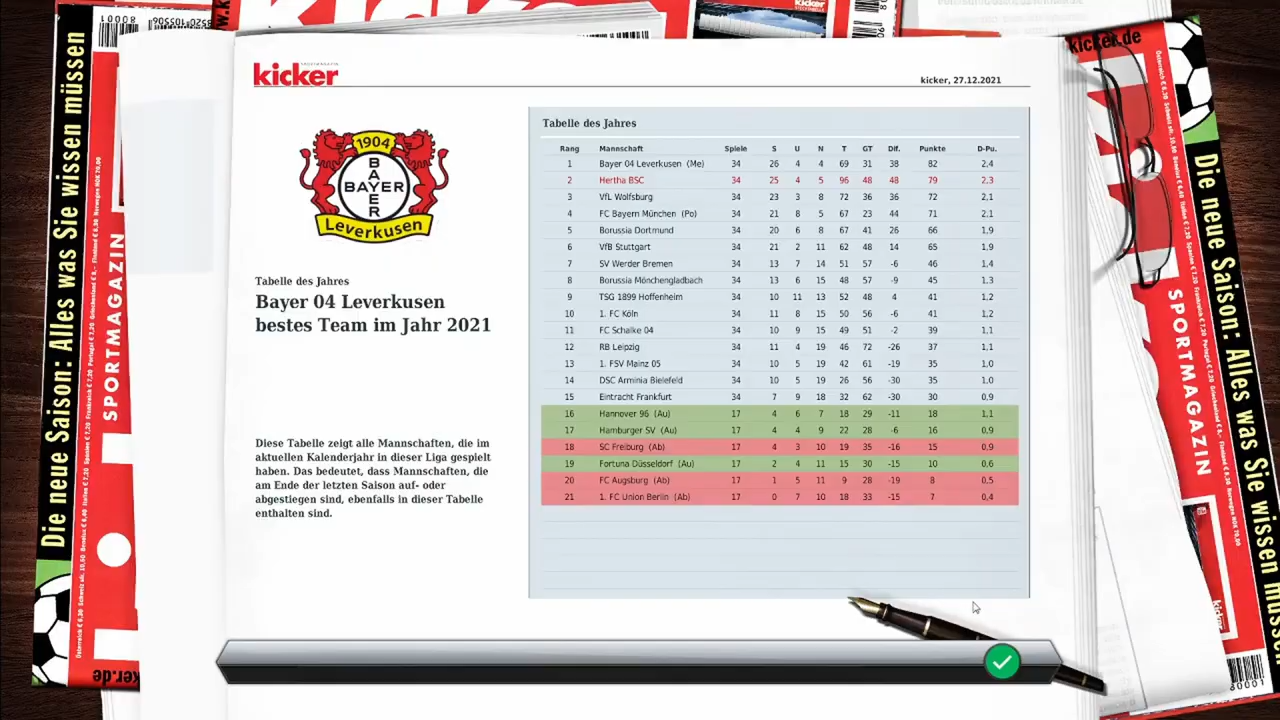 kicker
kicker.de
Die neue Saison: Alles was Sie wissen müssen
SPORTMAGAZIN
kicker
kicker, 27.12.2021
1904
BAYER
BAYER
Leverkusen
Tabelle des Jahres
Bayer 04 Leverkusen
bestes Team im Jahr 2021
Diese Tabelle zeigt alle Mannschaften, die im
aktuellen Kalenderjahr in dieser Liga gespielt
haben. Das bedeutet, dass Mannschaften, die
am Ende der letzten Saison auf- oder
abgestiegen sind, ebenfalls in dieser Tabelle
enthalten sind.
Tabelle des Jahres
Rang Mannschaft Spiele S U N T GT Dif. Punkte D-Pu.
1 Bayer 04 Leverkusen (Me) 34 26 4 4 69 31 38 82 2,4
2 Hertha BSC 34 25 4 5 96 48 48 79 2,3
3 VfL Wolfsburg 34 23 3 8 72 36 36 72 2,1
4 FC Bayern München (Po) 34 21 8 5 67 23 44 71 2,1
5 Borussia Dortmund 34 20 6 8 67 41 26 66 1,9
6 VfB Stuttgart 34 21 2 11 62 48 14 65 1,9
7 SV Werder Bremen 34 13 7 14 51 57 -6 46 1,4
8 Borussia Mönchengladbach 34 13 6 15 48 57 -9 45 1,3
9 TSG 1899 Hoffenheim 34 10 11 13 52 48 4 41 1,2
10 1. FC Köln 34 11 8 15 50 56 -6 41 1,2
11 FC Schalke 04 34 10 9 15 49 51 -2 39 1,1
12 RB Leipzig 34 11 4 19 46 72 -26 37 1,1
13 1. FSV Mainz 05 34 10 5 19 42 61 -19 35 1,0
14 DSC Arminia Bielefeld 34 10 5 19 26 56 -30 35 1,0
15 Eintracht Frankfurt 34 7 9 18 32 62 -30 30 0,9
16 Hannover 96 (Au) 17 4 6 7 18 29 -11 18 1,1
17 Hamburger SV (Au) 17 4 4 9 22 28 -6 16 0,9
18 SC Freiburg (Ab) 17 4 3 10 19 35 -16 15 0,9
19 Fortuna Düsseldorf (Au) 17 2 4 11 15 30 -15 10 0,6
20 FC Augsburg (Ab) 17 1 5 11 9 28 -19 8 0,5
21 1. FC Union Berlin (Ab) 17 0 7 10 18 33 -15 7 0,4
kicker.de
SPORTMAGAZIN
Die neue Saison: Alles was Sie wissen müssen
kicker